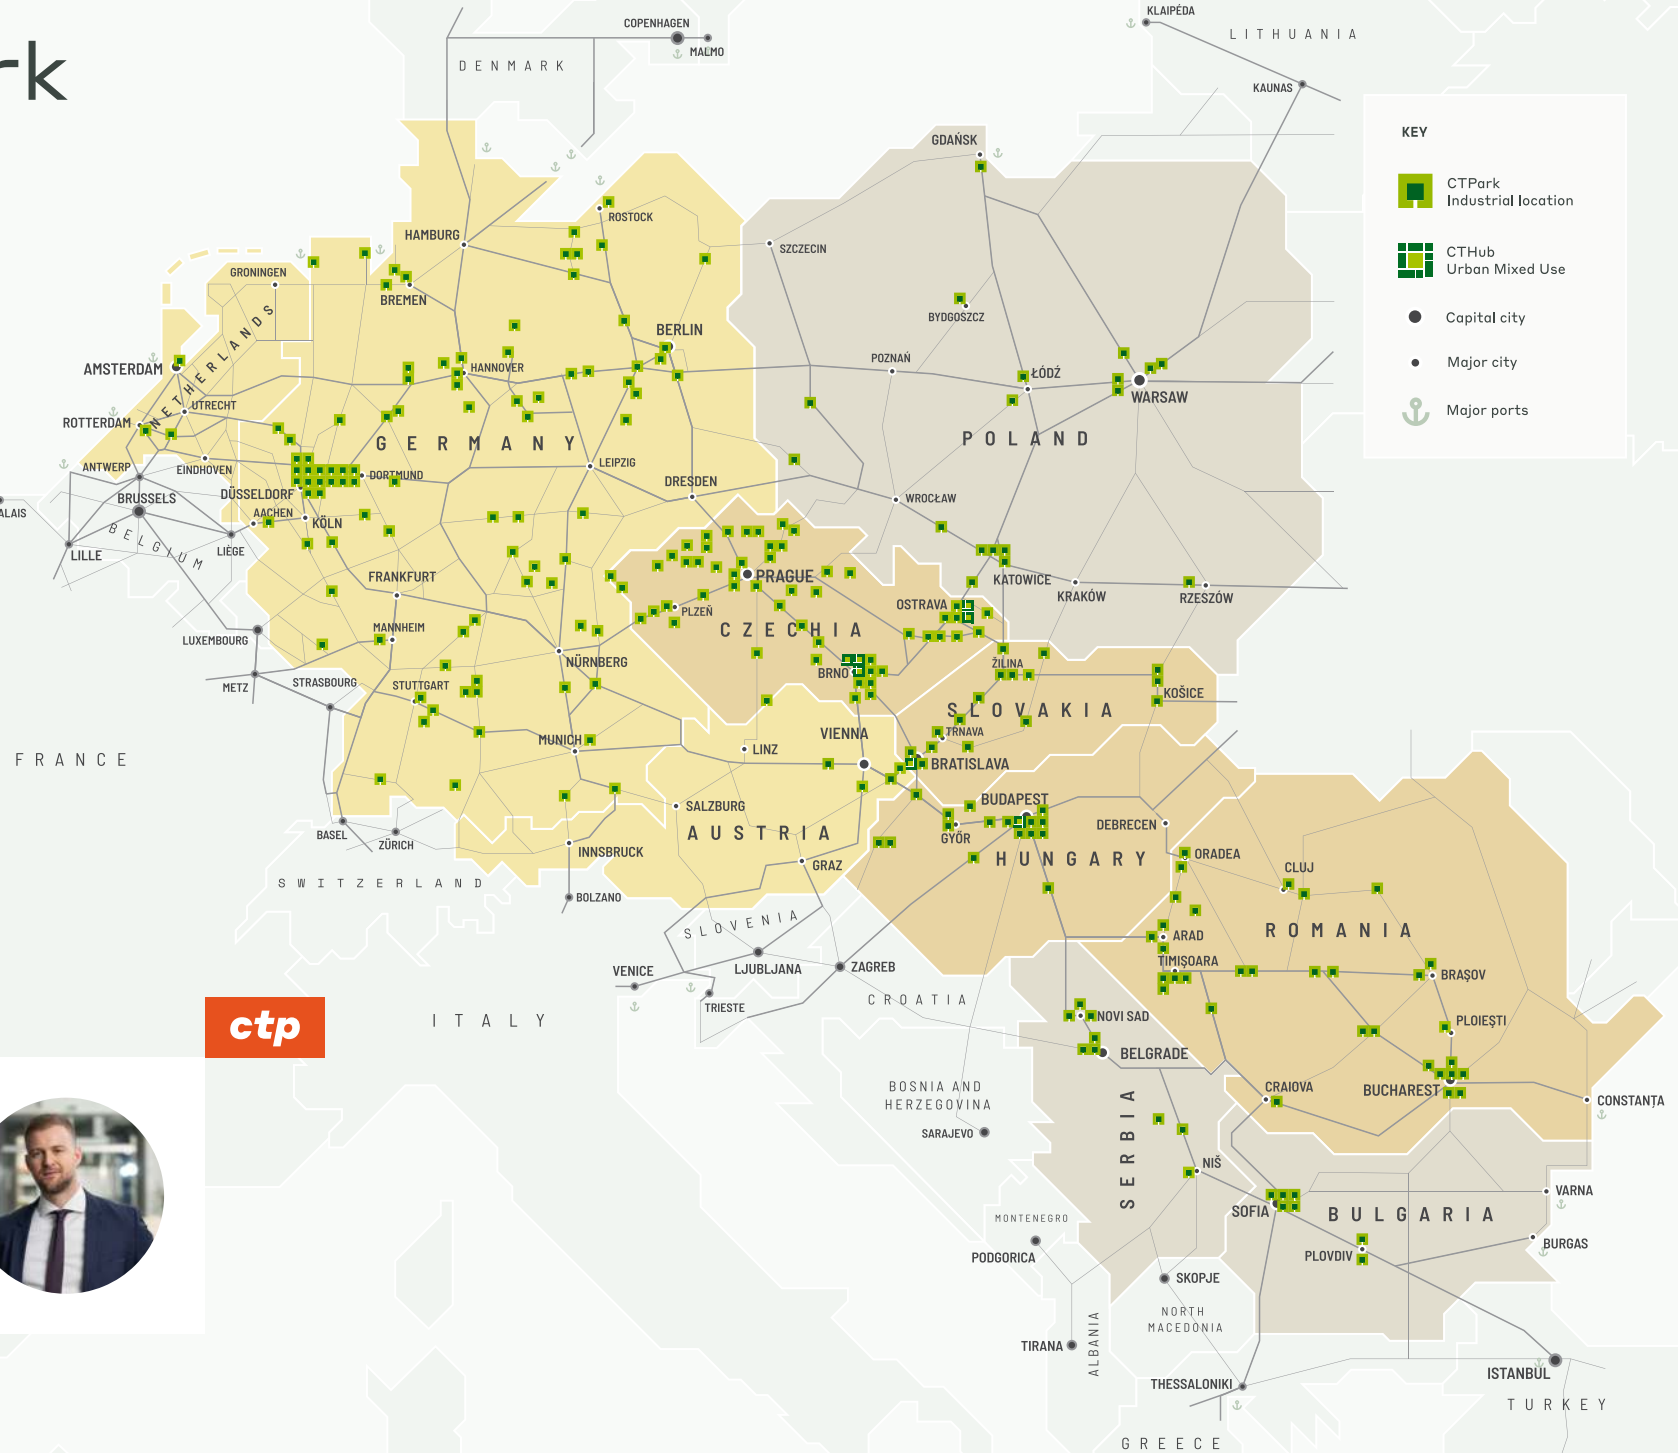 rk
KLAIPĖDA
LITHUANIA
COPENHAGEN
MALMO
DENMARK
KAUNAS
KEY
CTPark
Industrial location
CTHub
Urban Mixed Use
Capital city
Major city
Major ports
GDAŃSK
ROSTOCK
HAMBURG
SZCZECIN
GRONINGEN
BREMEN
BYDGOSZCZ
NETHERLANDS
BERLIN
AMSTERDAM
HANNOVER
POZNAŃ
ŁÓDŹ
WARSAW
UTRECHT
ROTTERDAM
GERMANY
POLAND
ANTWERP
EINDHOVEN
DORTMUND
LEIPZIG
DRESDEN
BRUSSELS
DÜSSELDORF
WROCŁAW
ALAIS
AACHEN
KÖLN
BELGIUM
LIÈGE
LILLE
FRANKFURT
PRAGUE
KATOWICE
KRAKÓW
RZESZÓW
OSTRAVA
PLZEŇ
CZECHIA
MANNHEIM
LUXEMBOURG
NÜRNBERG
ŽILINA
BRNO
METZ
STRASBOURG
STUTTGART
KOŠICE
SLOVAKIA
TRNAVA
VIENNA
MUNICH
LINZ
FRANCE
BRATISLAVA
BUDAPEST
SALZBURG
DEBRECEN
BASEL
ZÜRICH
AUSTRIA
GYŐR
INNSBRUCK
HUNGARY
ORADEA
GRAZ
CLUJ
SWITZERLAND
BOLZANO
SLOVENIA
ROMANIA
ARAD
TIMIȘOARA
VENICE
LJUBLJANA
ZAGREB
BRAȘOV
CROATIA
TRIESTE
NOVI SAD
PLOIEȘTI
ctp
ITALY
BELGRADE
BOSNIA AND
HERZEGOVINA
CRAIOVA
BUCHAREST
CONSTANȚA
SARAJEVO
SERBIA
NIŠ
VARNA
SOFIA
BULGARIA
MONTENEGRO
PODGORICA
PLOVDIV
BURGAS
SKOPJE
NORTH
MACEDONIA
TIRANA
ALBANIA
ISTANBUL
THESSALONIKI
TURKEY
GREECE